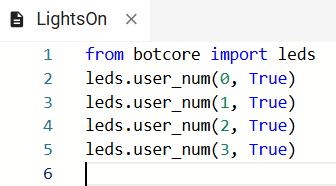 LightsOn ×
1 from botcore import leds
2 leds.user_num(0, True)
3 leds.user_num(1, True)
4 leds.user_num(2, True)
5 leds.user_num(3, True)
6